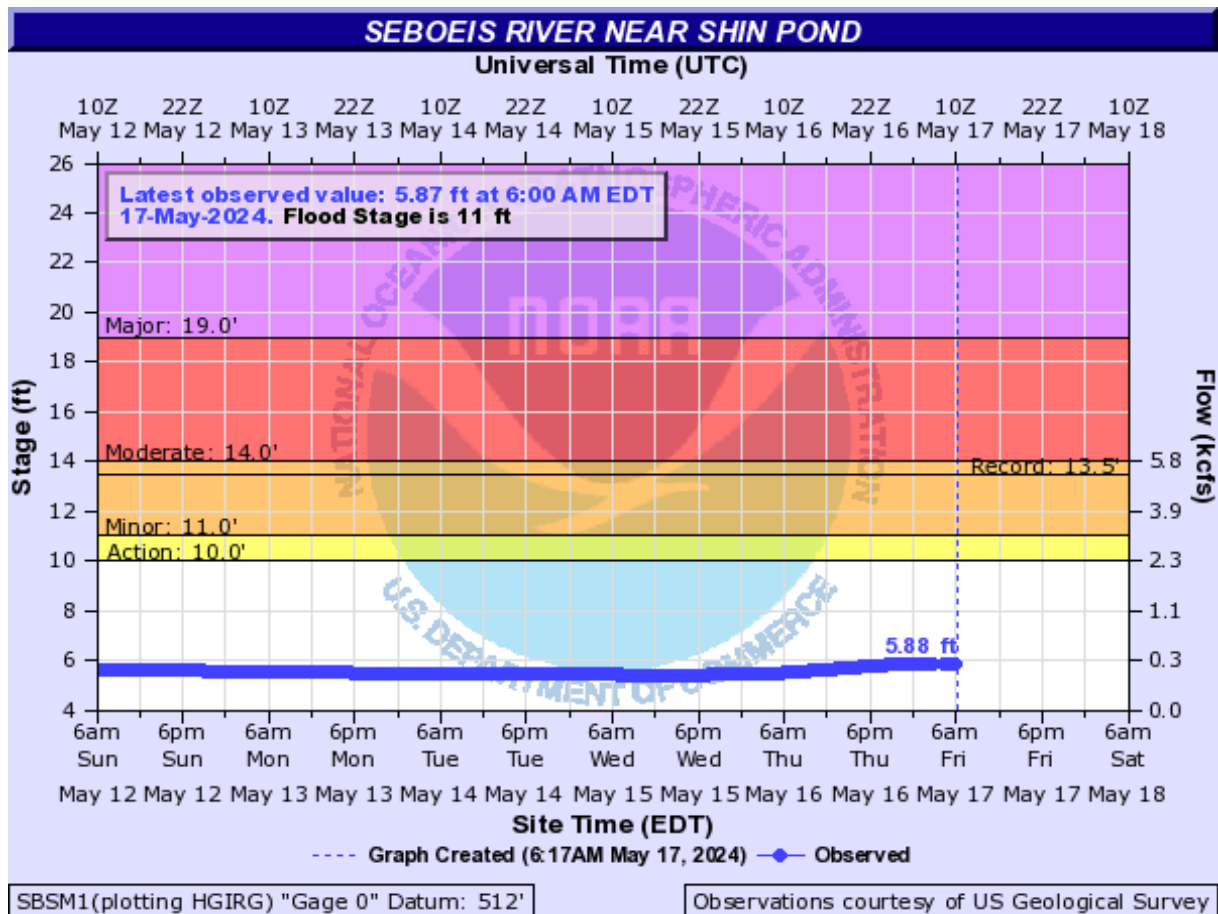 SEBOEIS RIVER NEAR SHIN POND
Universal Time (UTC)
10Z 22Z 10Z 22Z 10Z 22Z 10Z 22Z 10Z 22Z 10Z 22Z 10Z
May 12 May 12 May 13 May 13 May 14 May 14 May 15 May 15 May 16 May 16 May 17 May 17 May 18
26
Latest observed value: 5.87 ft at 6:00 AM EDT
17-May-2024. Flood Stage is 11 ft
24
22
20
Major: 19.0'
18
16
Moderate: 14.0'
14 5.8
Record: 13.5'
12 3.9
Minor: 11.0'
Action: 10.0'
10 2.3
8 1.1
5.88 ft
6 0.3
4 0.0
Stage (ft)
Flow (kcfs)
NATIONAL OCEANIC AND ATMOSPHERIC ADMINISTRATION
NOAA
U.S. DEPARTMENT OF COMMERCE
6am 6pm 6am 6pm 6am 6pm 6am 6pm 6am 6pm 6am 6pm 6am
Sun Sun Mon Mon Tue Tue Wed Wed Thu Thu Fri Fri Sat
May 12 May 12 May 13 May 13 May 14 May 14 May 15 May 15 May 16 May 16 May 17 May 17 May 18
Site Time (EDT)
Graph Created (6:17AM May 17, 2024) Observed
SBSM1(plotting HGIRG) "Gage 0" Datum: 512'
Observations courtesy of US Geological Survey